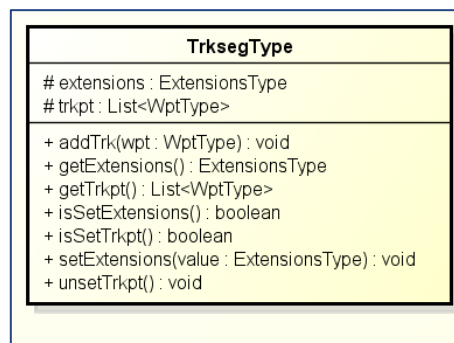 TrksegType
# extensions : ExtensionsType
# trkpt : List<WptType>
+ addTrk(wpt : WptType) : void
+ getExtensions() : ExtensionsType
+ getTrkpt() : List<WptType>
+ isSetExtensions() : boolean
+ isSetTrkpt() : boolean
+ setExtensions(value : ExtensionsType) : void
+ unsetTrkpt() : void